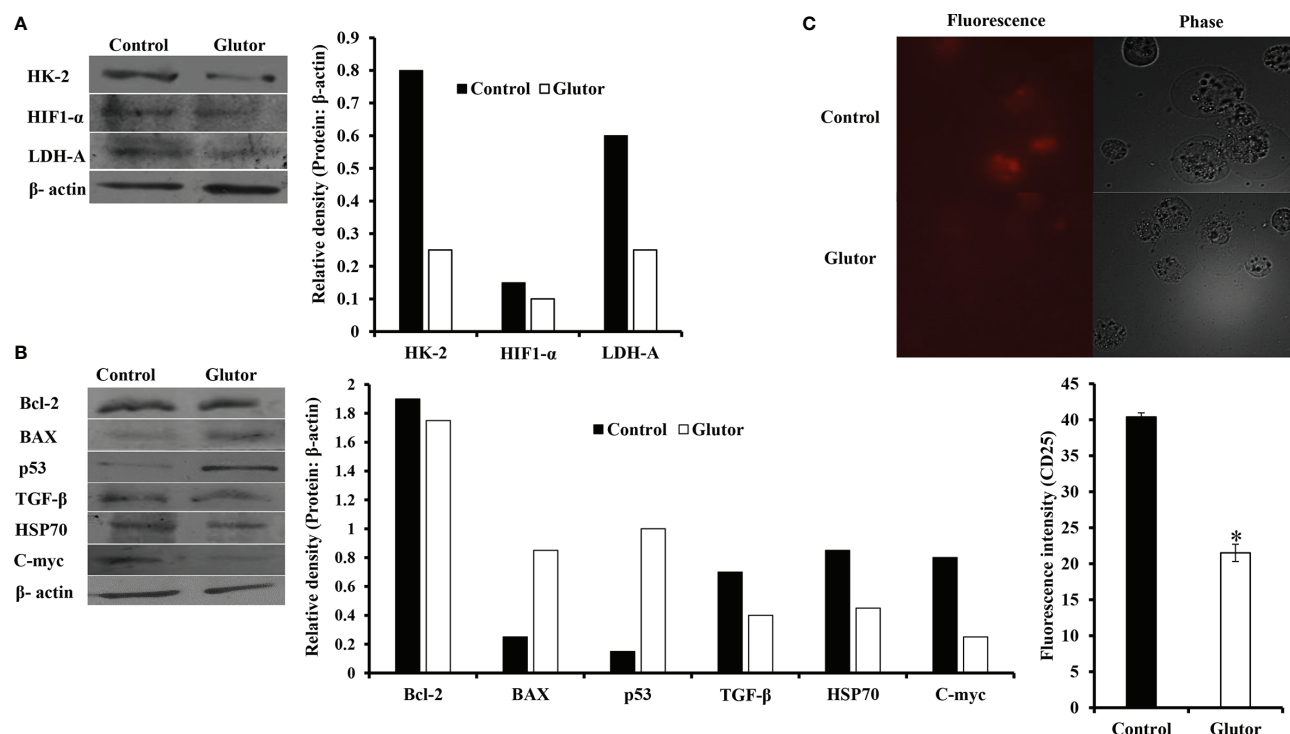 A
Control Glutor
HK-2
HIF1-α
LDH-A
β- actin
Relative density (Protein: β-actin)
0.9
0.8
0.7
0.6
0.5
0.4
0.3
0.2
0.1
0
Control Glutor
HK-2 HIF1-α LDH-A
B
Control Glutor
Bcl-2
BAX
p53
TGF-β
HSP70
C-myc
β- actin
Relative density (Protein: β-actin)
2
1.8
1.6
1.4
1.2
1
0.8
0.6
0.4
0.2
0
Control Glutor
Bcl-2 BAX p53 TGF-β HSP70 C-myc
C
Fluorescence Phase
Control
Glutor
Fluorescence intensity (CD25)
45
40
35
30
25
20
15
10
5
0
*
Control Glutor